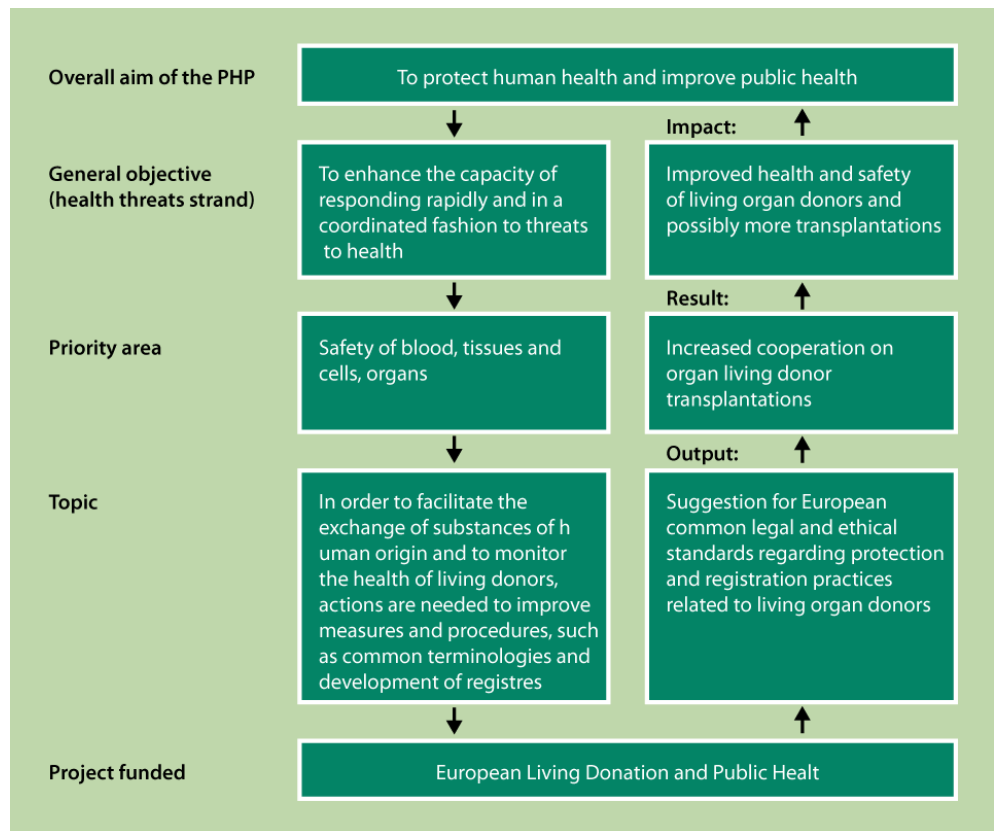 Overall aim of the PHP
To protect human health and improve public health
Impact:
General objective
(health threats strand)
To enhance the capacity of
responding rapidly and in a
coordinated fashion to threats
to health
Improved health and safety
of living organ donors and
possibly more transplantations
Result:
Priority area
Safety of blood, tissues and
cells, organs
Increased cooperation on
organ living donor
transplantations
Output:
Topic
In order to facilitate the
exchange of substances of h
uman origin and to monitor
the health of living donors,
actions are needed to improve
measures and procedures, such
as common terminologies and
development of registres
Suggestion for European
common legal and ethical
standards regarding protection
and registration practices
related to living organ donors
Project funded
European Living Donation and Public Healt